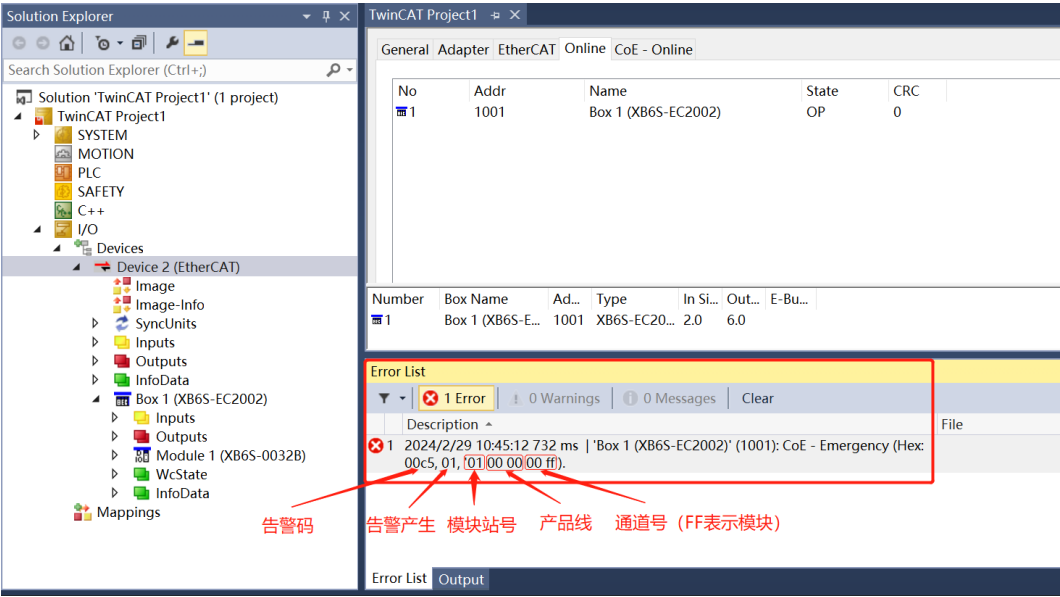 Solution Explorer
Search Solution Explorer (Ctrl+;)
Solution 'TwinCAT Project1' (1 project)
TwinCAT Project1
SYSTEM
MOTION
PLC
SAFETY
C++
I/O
Devices
Device 2 (EtherCAT)
Image
Image-Info
SyncUnits
Inputs
Outputs
InfoData
Box 1 (XB6S-EC2002)
Inputs
Outputs
Module 1 (XB6S-0032B)
WcState
InfoData
Mappings
TwinCAT Project1
General Adapter EtherCAT Online CoE - Online
No Addr Name State CRC
1 1001 Box 1 (XB6S-EC2002) OP 0
Number Box Name Ad... Type In Si... Out... E-Bu...
1 Box 1 (XB6S-E... 1001 XB6S-EC20... 2.0 6.0
Error List
1 Error 0 Warnings 0 Messages Clear
Description File
1 2024/2/29 10:45:12 732 ms | 'Box 1 (XB6S-EC2002)' (1001): CoE - Emergency (Hex:
00c5, 01, '01 00 00 00 ff').
告警码 告警产生 模块站号 产品线 通道号（FF表示模块）
Error List Output